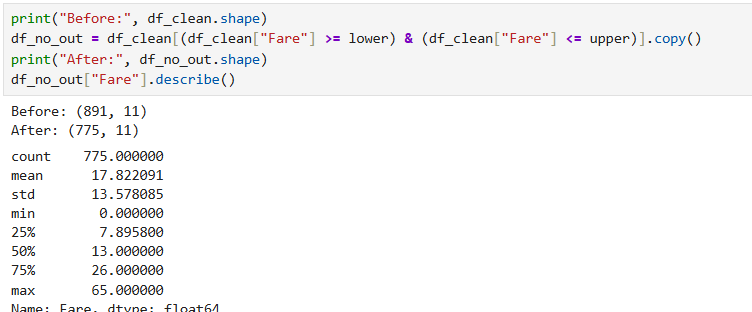 print("Before:", df_clean.shape)
df_no_out = df_clean[(df_clean["Fare"] >= lower) & (df_clean["Fare"] <= upper)].copy()
print("After:", df_no_out.shape)
df_no_out["Fare"].describe()
Before: (891, 11)
After: (775, 11)
count    775.000000
mean      17.822091
std       13.578085
min        0.000000
25%        7.895800
50%       13.000000
75%       26.000000
max       65.000000
Name: Fare, dtype: float64